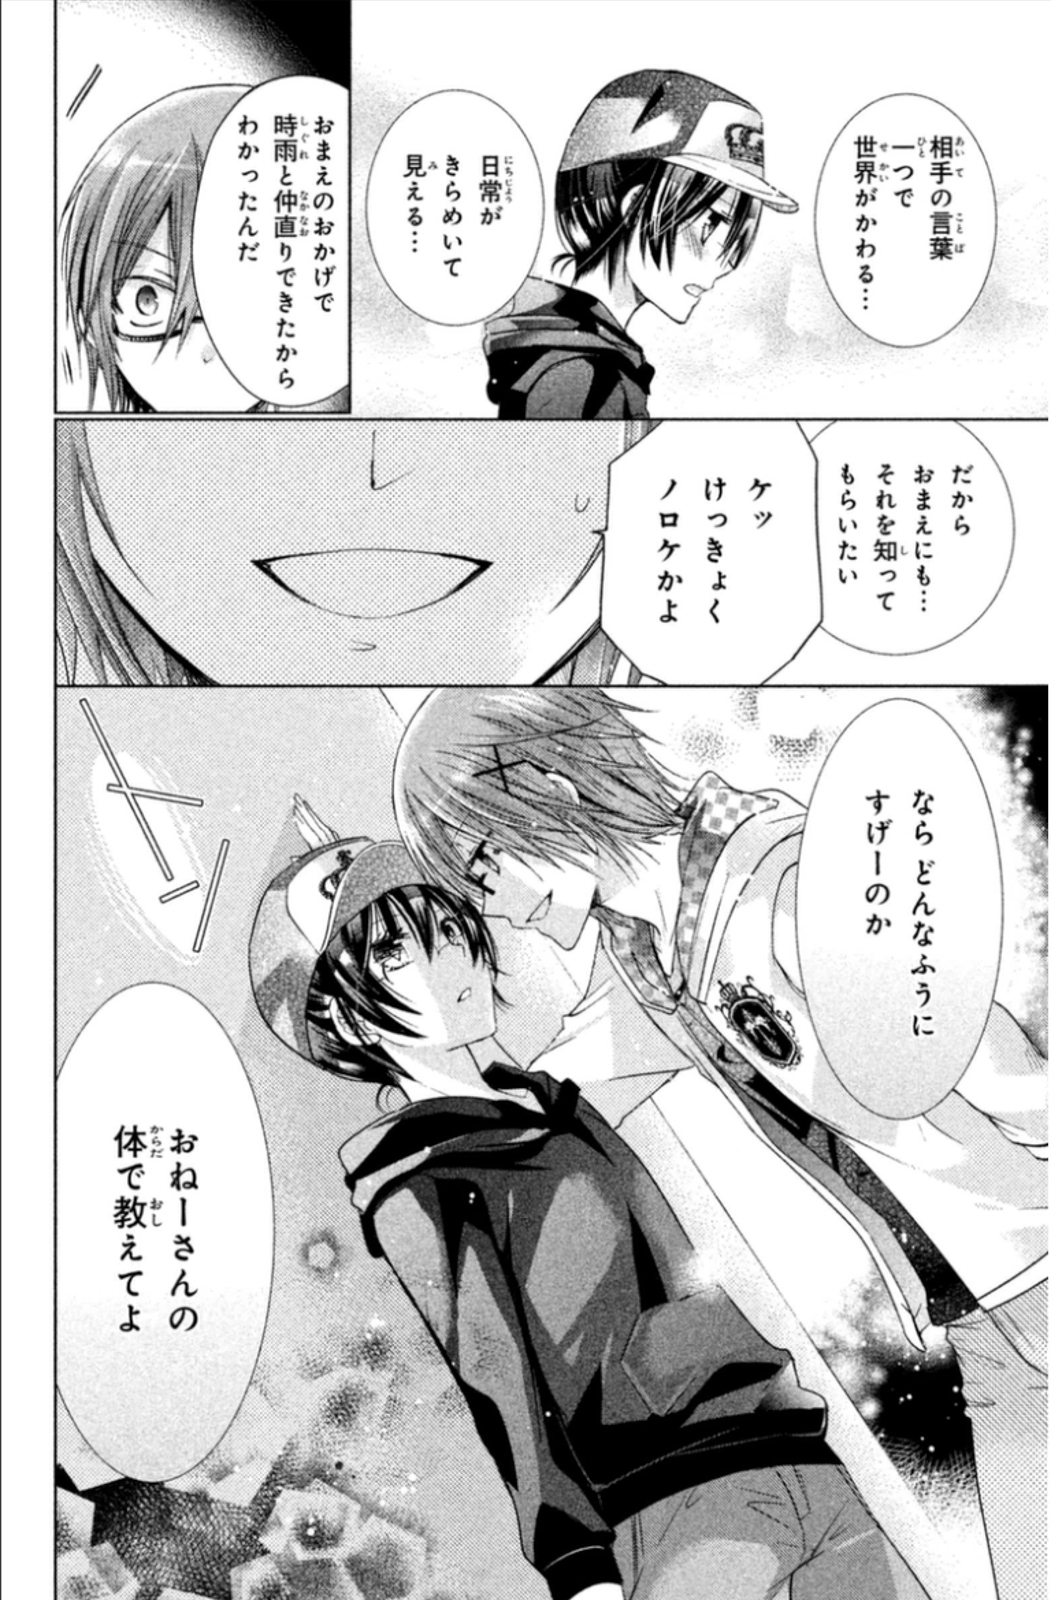 相手の言葉
一つで
世界がかわる…
日常が
きらめいて
見える…
おまえのおかげで
時雨と仲直りできたから
わかったんだ
だから
おまえにも…
それを知って
もらいたい
ケッ
けっきょく
ノロケかよ
ならどんなふうに
すげーのか
おねーさんの
体で教えてよ